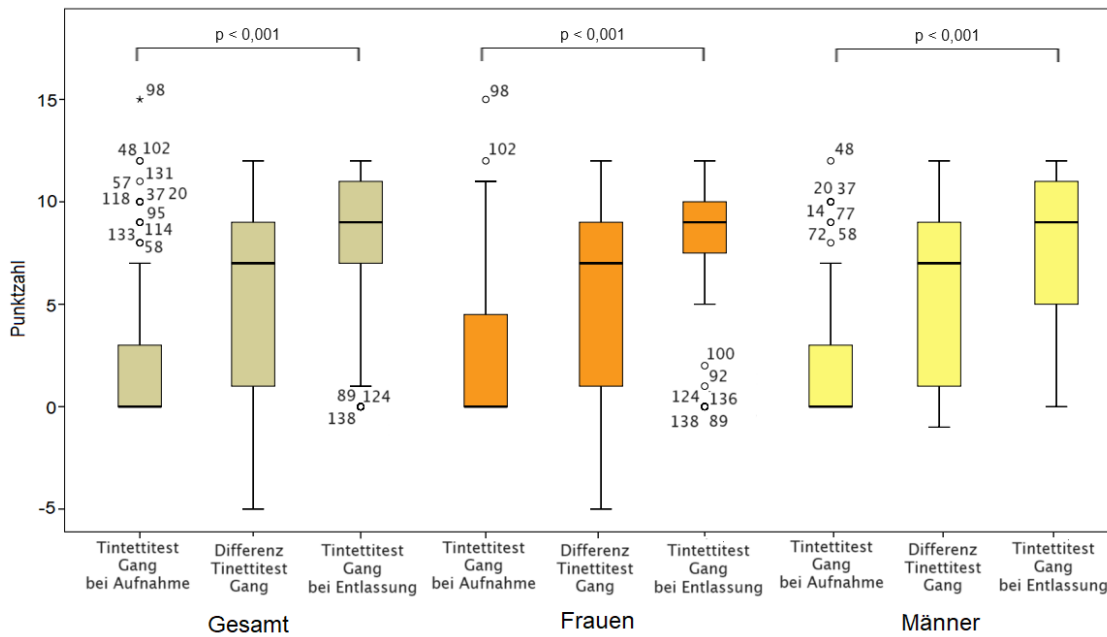 p < 0,001
p < 0,001
p < 0,001
Punktzahl
15
10
5
0
-5
98
48 102
57 131
118 37 20
95
133 114
58
89 124
138
98
102
100
92
124 136
138 89
48
20 37
14 77
72 58
Tintettitest
Gang
bei Aufnahme
Differenz
Tinettitest
Gang
Tintettitest
Gang
bei Entlassung
Tintettitest
Gang
bei Aufnahme
Differenz
Tinettitest
Gang
Tintettitest
Gang
bei Entlassung
Tintettitest
Gang
bei Aufnahme
Differenz
Tinettitest
Gang
Tintettitest
Gang
bei Entlassung
Gesamt
Frauen
Männer